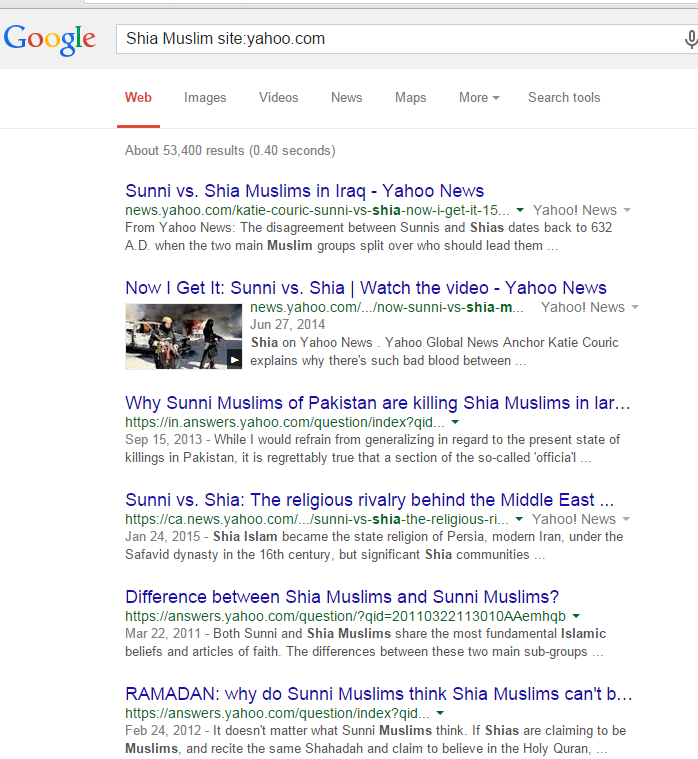 Google
Shia Muslim site:yahoo.com
Web Images Videos News Maps More Search tools
About 53,400 results (0.40 seconds)
Sunni vs. Shia Muslims in Iraq - Yahoo News
news.yahoo.com/katie-couric-sunni-vs-shia-now-i-get-it-15... Yahoo! News
From Yahoo News: The disagreement between Sunnis and Shias dates back to 632
A.D. when the two main Muslim groups split over who should lead them ...
Now I Get It: Sunni vs. Shia | Watch the video - Yahoo News
news.yahoo.com/.../now-sunni-vs-shia-m... Yahoo! News
Jun 27, 2014
Shia on Yahoo News . Yahoo Global News Anchor Katie Couric
explains why there's such bad blood between ...
Why Sunni Muslims of Pakistan are killing Shia Muslims in lar...
https://in.answers.yahoo.com/question/index?qid...
Sep 15, 2013 - While I would refrain from generalizing in regard to the present state of
killings in Pakistan, it is regrettably true that a section of the so-called 'officia'l ...
Sunni vs. Shia: The religious rivalry behind the Middle East ...
https://ca.news.yahoo.com/.../sunni-vs-shia-the-religious-ri... Yahoo! News
Jan 24, 2015 - Shia Islam became the state religion of Persia, modern Iran, under the
Safavid dynasty in the 16th century, but significant Shia communities ...
Difference between Shia Muslims and Sunni Muslims?
https://answers.yahoo.com/question/?qid=20110322113010AAemhqb
Mar 22, 2011 - Both Sunni and Shia Muslims share the most fundamental Islamic
beliefs and articles of faith. The differences between these two main sub-groups ...
RAMADAN: why do Sunni Muslims think Shia Muslims can't b...
https://answers.yahoo.com/question/index?qid...
Feb 24, 2012 - It doesn't matter what Sunni Muslims think. If Shias are claiming to be
Muslims, and recite the same Shahadah and claim to believe in the Holy Quran, ...